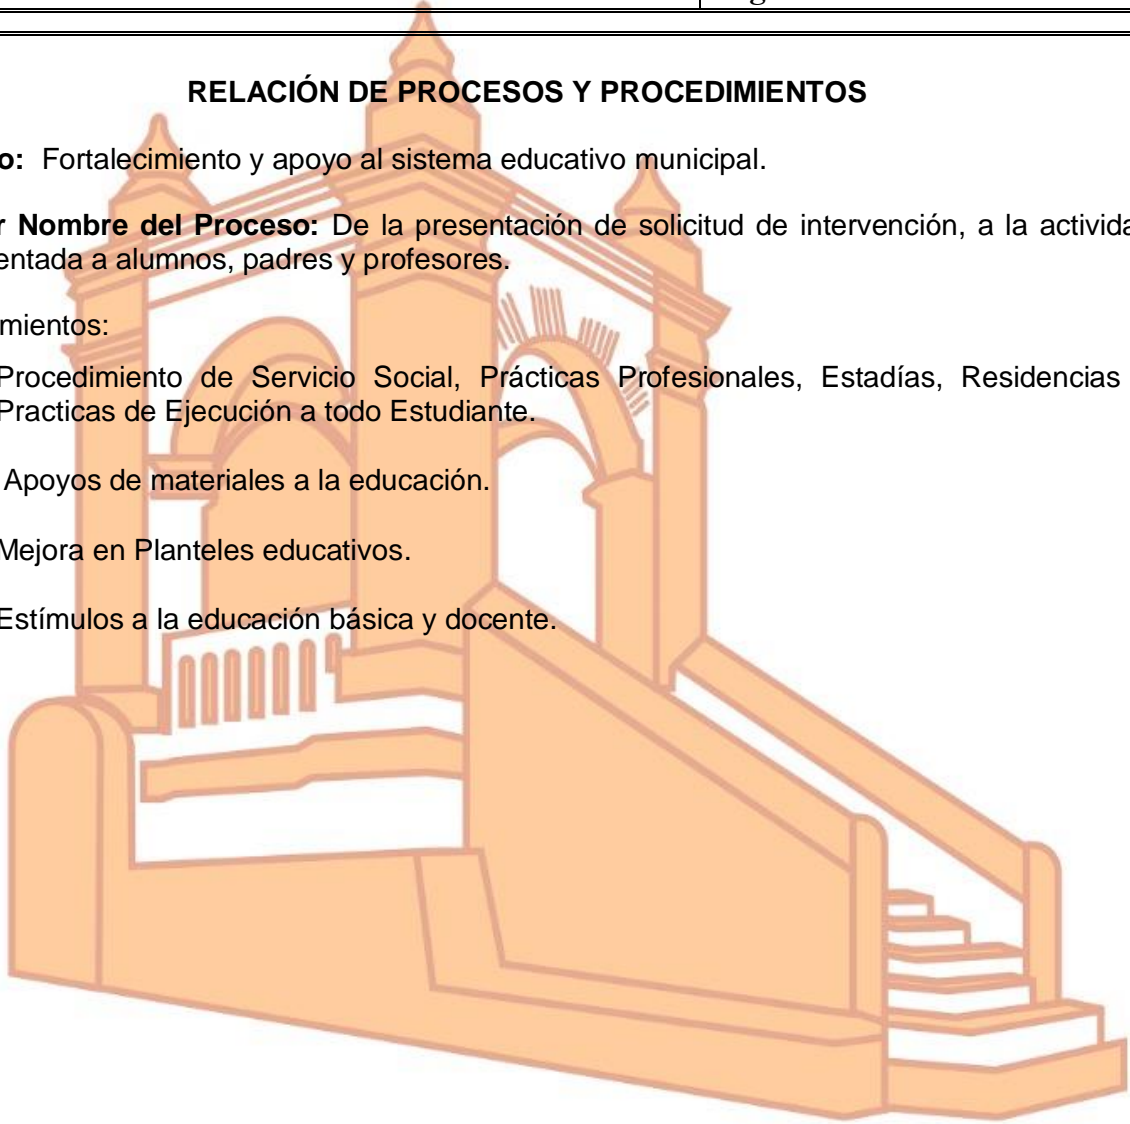 RELACIÓN DE PROCESOS Y PROCEDIMIENTOS
o: Fortalecimiento y apoyo al sistema educativo municipal.
r Nombre del Proceso: De la presentación de solicitud de intervención, a la activida
entada a alumnos, padres y profesores.
mientos:
Procedimiento de Servicio Social, Prácticas Profesionales, Estadías, Residencias
Practicas de Ejecución a todo Estudiante.
Apoyos de materiales a la educación.
Mejora en Planteles educativos.
Estímulos a la educación básica y docente.